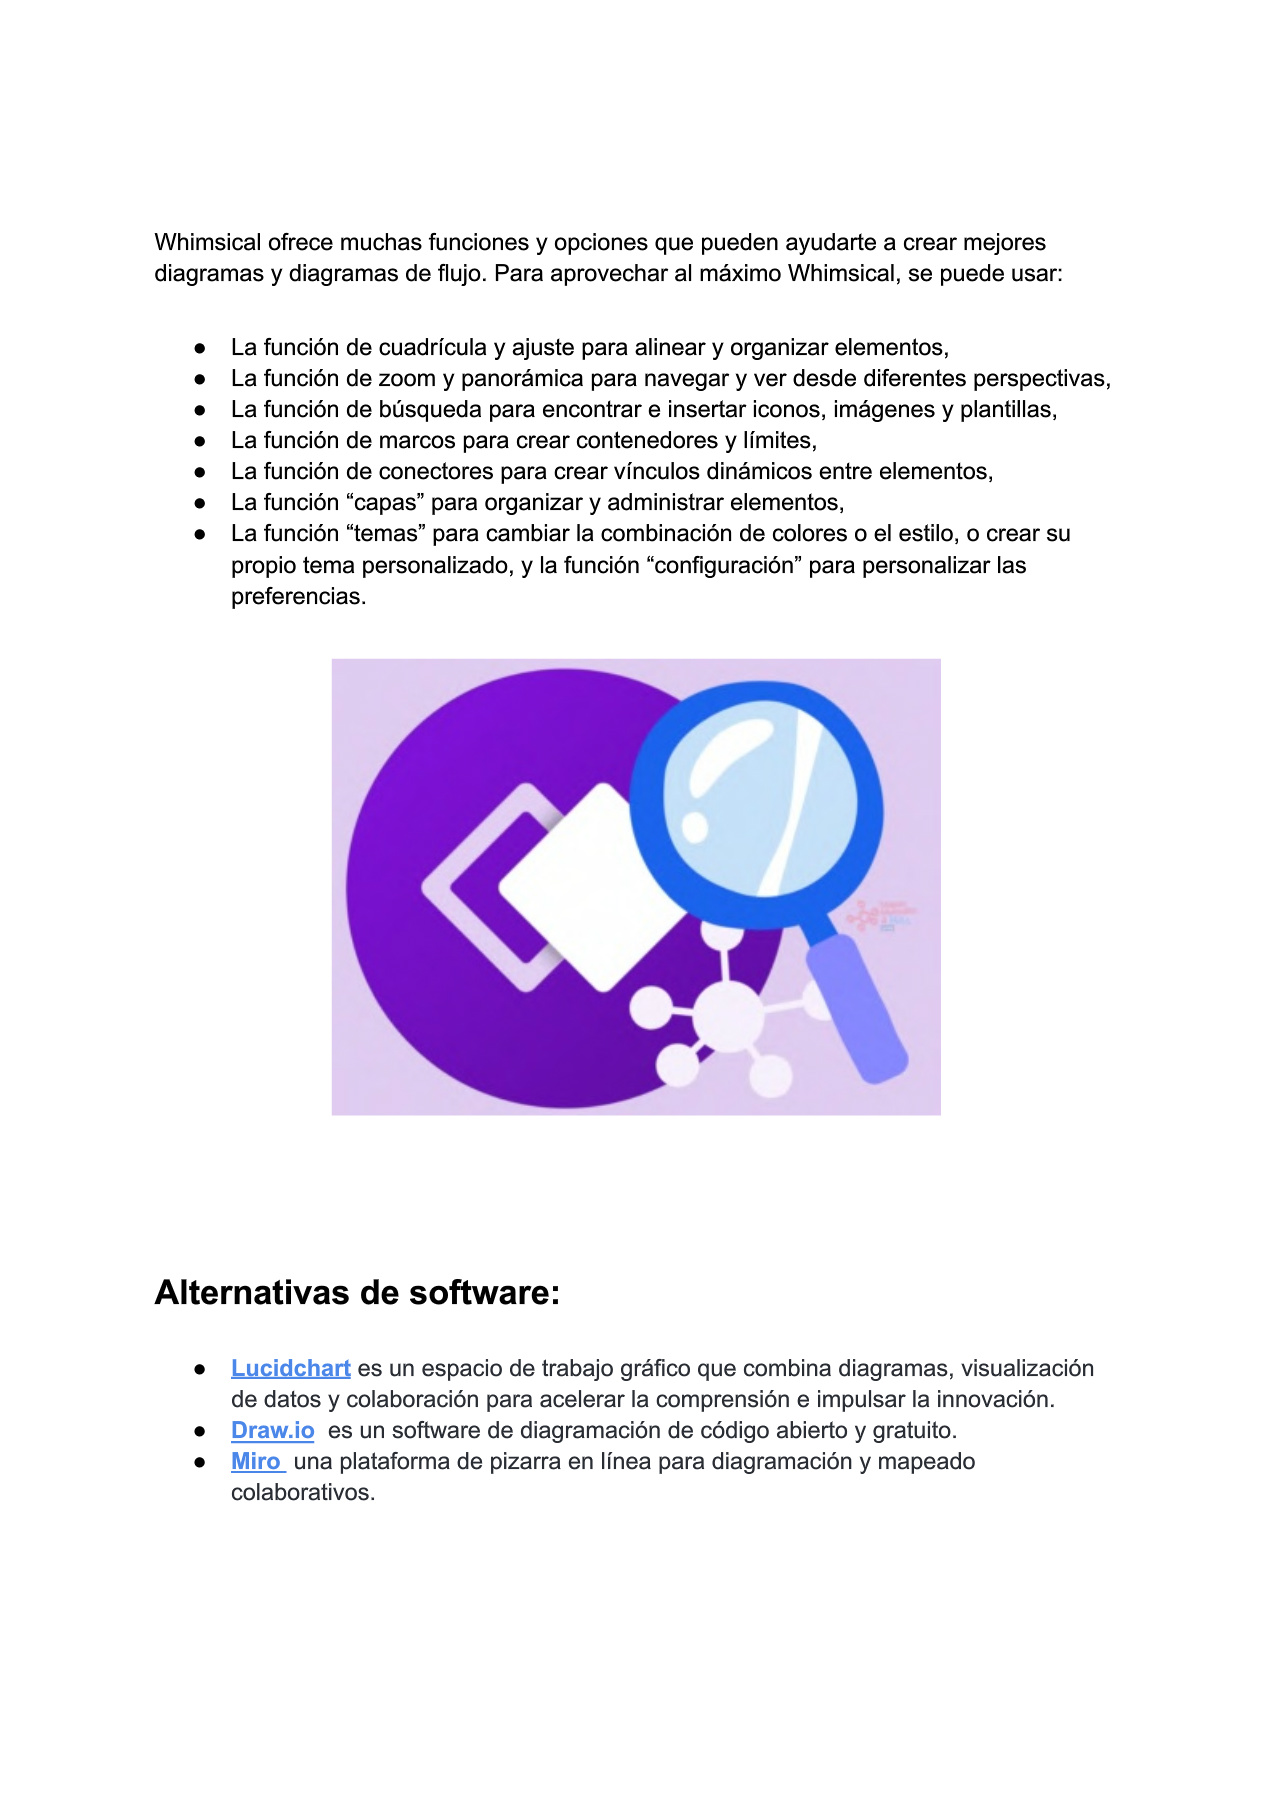 Whimsical ofrece muchas funciones y opciones que pueden ayudarte a crear mejores
diagramas y diagramas de flujo. Para aprovechar al máximo Whimsical, se puede usar:
● La función de cuadrícula y ajuste para alinear y organizar elementos,
● La función de zoom y panorámica para navegar y ver desde diferentes perspectivas,
● La función de búsqueda para encontrar e insertar iconos, imágenes y plantillas,
● La función de marcos para crear contenedores y límites,
● La función de conectores para crear vínculos dinámicos entre elementos,
● La función “capas” para organizar y administrar elementos,
● La función “temas” para cambiar la combinación de colores o el estilo, o crear su
propio tema personalizado, y la función “configuración” para personalizar las
preferencias.
Alternativas de software:
● Lucidchart es un espacio de trabajo gráfico que combina diagramas, visualización
de datos y colaboración para acelerar la comprensión e impulsar la innovación.
● Draw.io es un software de diagramación de código abierto y gratuito.
● Miro una plataforma de pizarra en línea para diagramación y mapeado
colaborativos.